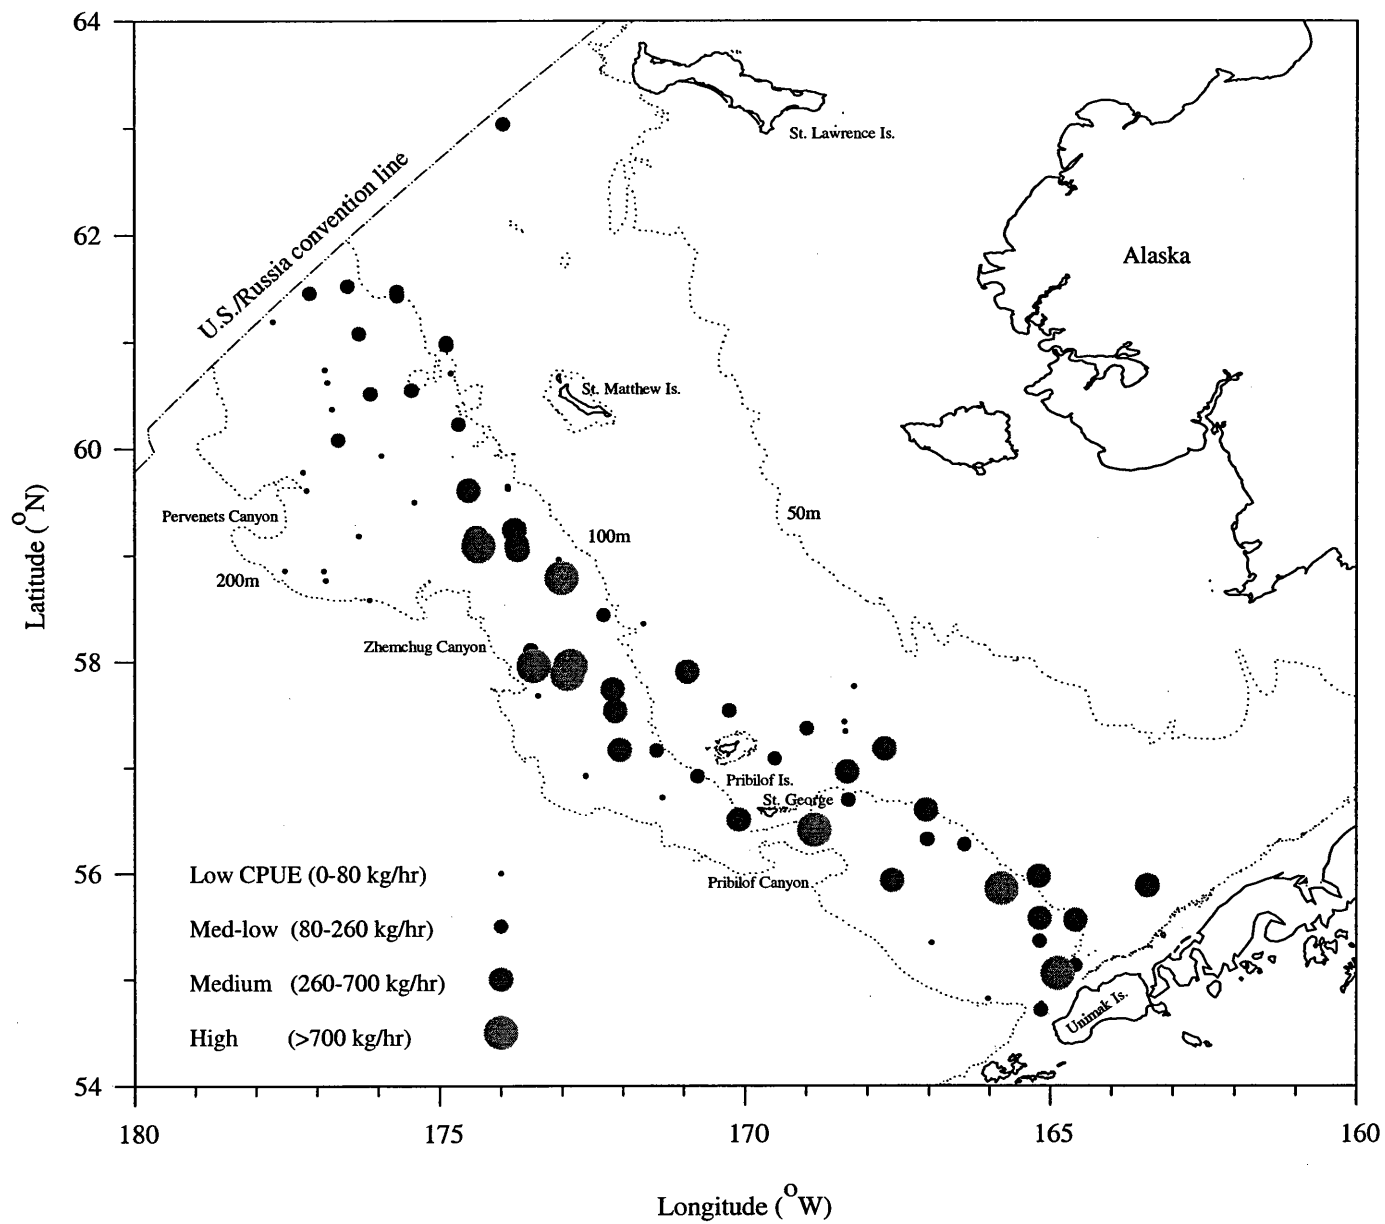 64
62
60
58
56
54
Latitude (°N)
U.S./Russia convention line
St. Lawrence Is.
Alaska
St. Matthew Is.
Pervenets Canyon
50m
100m
200m
Zhemchug Canyon
Pribilof Is.
St. George
Pribilof Canyon
Unimak Is.
Low CPUE (0-80 kg/hr)
Med-low (80-260 kg/hr)
Medium (260-700 kg/hr)
High (>700 kg/hr)
180 175 170 165 160
Longitude (°W)